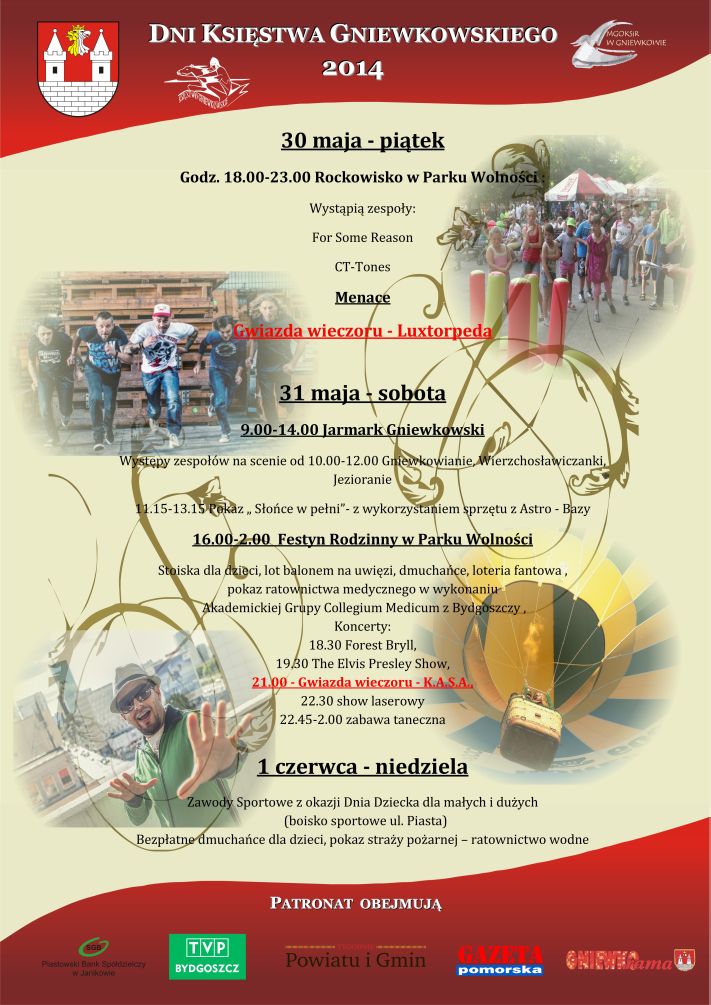 DNI KSIĘSTWA GNIEWKOWSKIEGO
2014
MGOKSIR
W GNIEWKOWIE
30 maja - piątek
Godz. 18.00-23.00 Rockowisko w Parku Wolności :
Wystąpią zespoły:
For Some Reason
CT-Tones
Menace
Gwiazda wieczoru - Luxtorpeda
31 maja - sobota
9.00-14.00 Jarmark Gniewkowski
Występy zespołów na scenie od 10.00-12.00 Gniewkowianie, Wierzchosławiczanki,
Jezioranie
11.15-13.15 Pokaz „ Słońce w pełni”- z wykorzystaniem sprzętu z Astro - Bazy
16.00-2.00 Festyn Rodzinny w Parku Wolności
Stoiska dla dzieci, lot balonem na uwięzi, dmuchańce, loteria fantowa ,
pokaz ratownictwa medycznego w wykonaniu
Akademickiej Grupy Collegium Medicum z Bydgoszczy ,
Koncerty:
18.30 Forest Bryll,
19.30 The Elvis Presley Show,
21.00 - Gwiazda wieczoru - K.A.S.A.,
22.30 show laserowy
22.45-2.00 zabawa taneczna
1 czerwca - niedziela
Zawody Sportowe z okazji Dnia Dziecka dla małych i dużych
(boisko sportowe ul. Piasta)
Bezpłatne dmuchańce dla dzieci, pokaz straży pożarnej – ratownictwo wodne
PATRONAT OBEJMUJĄ
SGB
Piastowski Bank Spółdzielczy
w Janikowie
TVP
BYDGOSZCZ
TYGODNIK
Powiatu i Gmin
GAZETA
pomorska
GNIEWKO
rama